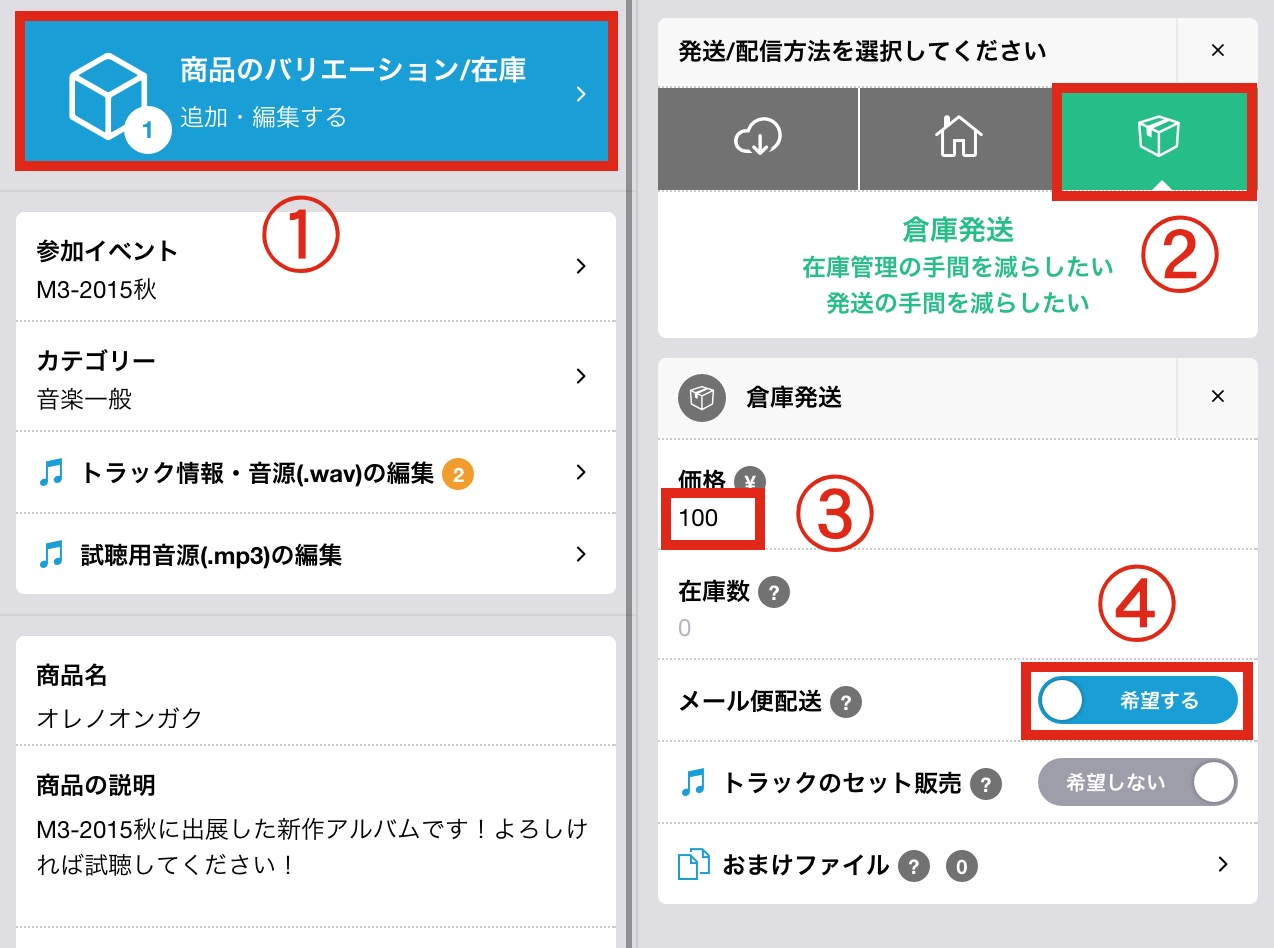 商品のバリエーション/在庫
追加・編集する
1
①
参加イベント
M3-2015秋
カテゴリー
音楽一般
トラック情報・音源(.wav)の編集 2
試聴用音源(.mp3)の編集
商品名
オレノオンガク
商品の説明
M3-2015秋に出展した新作アルバムです！よろしけ
れば試聴してください！
発送/配信方法を選択してください ×
②
倉庫発送
在庫管理の手間を減らしたい
発送の手間を減らしたい
倉庫発送 ×
価格 ¥
100
③
在庫数 ?
0
④
メール便配送 ? 希望する
トラックのセット販売 ? 希望しない
おまけファイル ? 0